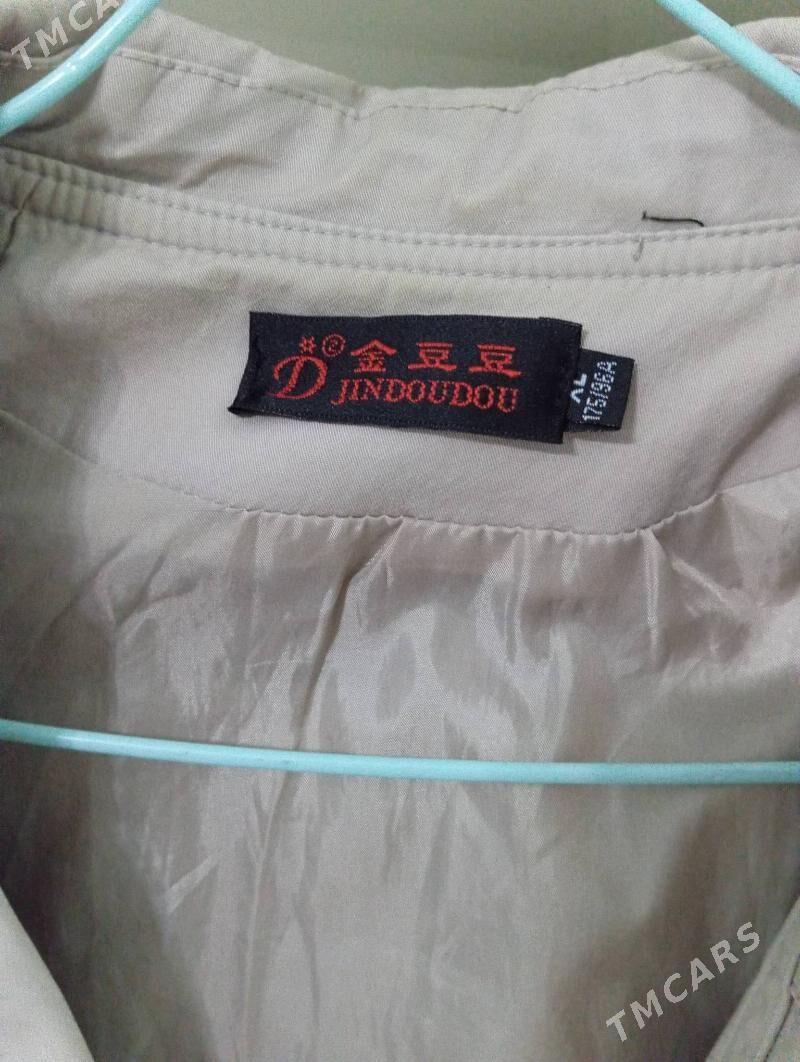 TMCARS
金豆豆
D JINDOUDOU
XL
175/96A
TMCARS